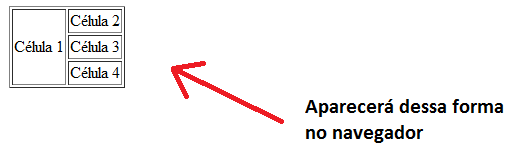 Célula 1
Célula 2
Célula 3
Célula 4
Aparecerá dessa forma
no navegador